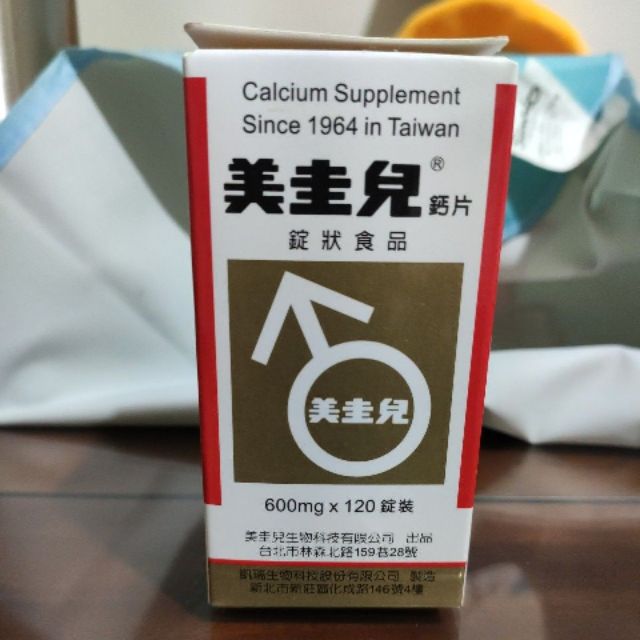 Calcium Supplement
Since 1964 in Taiwan
美圭兒® 鈣片
錠狀食品
美圭兒
600mg x 120 錠裝
美圭兒生物科技有限公司 出品
台北市林森北路159巷28號
凱瑞生物科技股份有限公司 製造
新北市新莊區化成路146號4樓